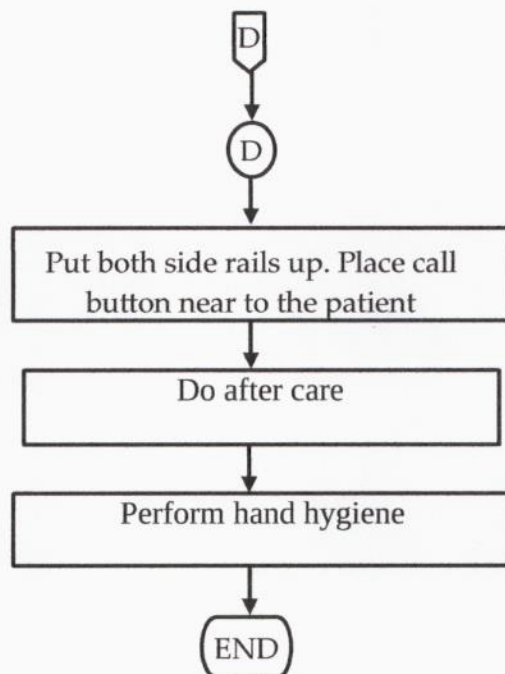 D
D
Put both side rails up. Place call
button near to the patient
Do after care
Perform hand hygiene
END